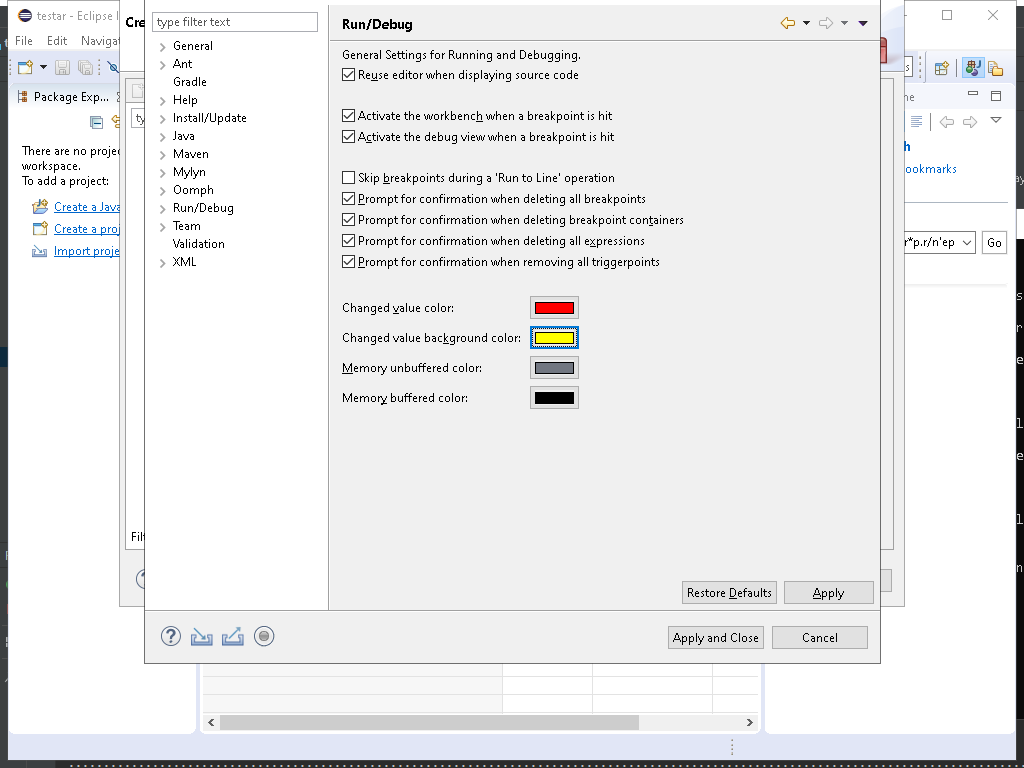 testar - Eclipse I
File Edit Navigat
Package Exp...
There are no projec
workspace.
To add a project:
Create a Java
Create a proj
Import proje
Cre
ty
Filt
type filter text
General
Ant
Gradle
Help
Install/Update
Java
Maven
Mylyn
Oomph
Run/Debug
Team
Validation
XML
Run/Debug
General Settings for Running and Debugging.
Reuse editor when displaying source code
Activate the workbench when a breakpoint is hit
Activate the debug view when a breakpoint is hit
Skip breakpoints during a 'Run to Line' operation
Prompt for confirmation when deleting all breakpoints
Prompt for confirmation when deleting breakpoint containers
Prompt for confirmation when deleting all expressions
Prompt for confirmation when removing all triggerpoints
Changed value color:
Changed value background color:
Memory unbuffered color:
Memory buffered color:
Restore Defaults Apply
Apply and Close Cancel
ne
h
ookmarks
r*p.r/n'ep Go